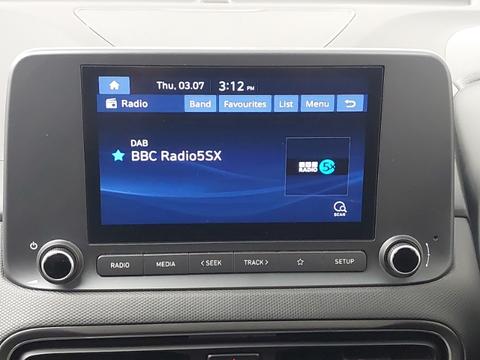 Thu, 03.07 3:12 PM
Radio Band Favourites List Menu
DAB
BBC Radio5SX
BBC
RADIO 5X
SCAN
RADIO MEDIA < SEEK TRACK > SETUP